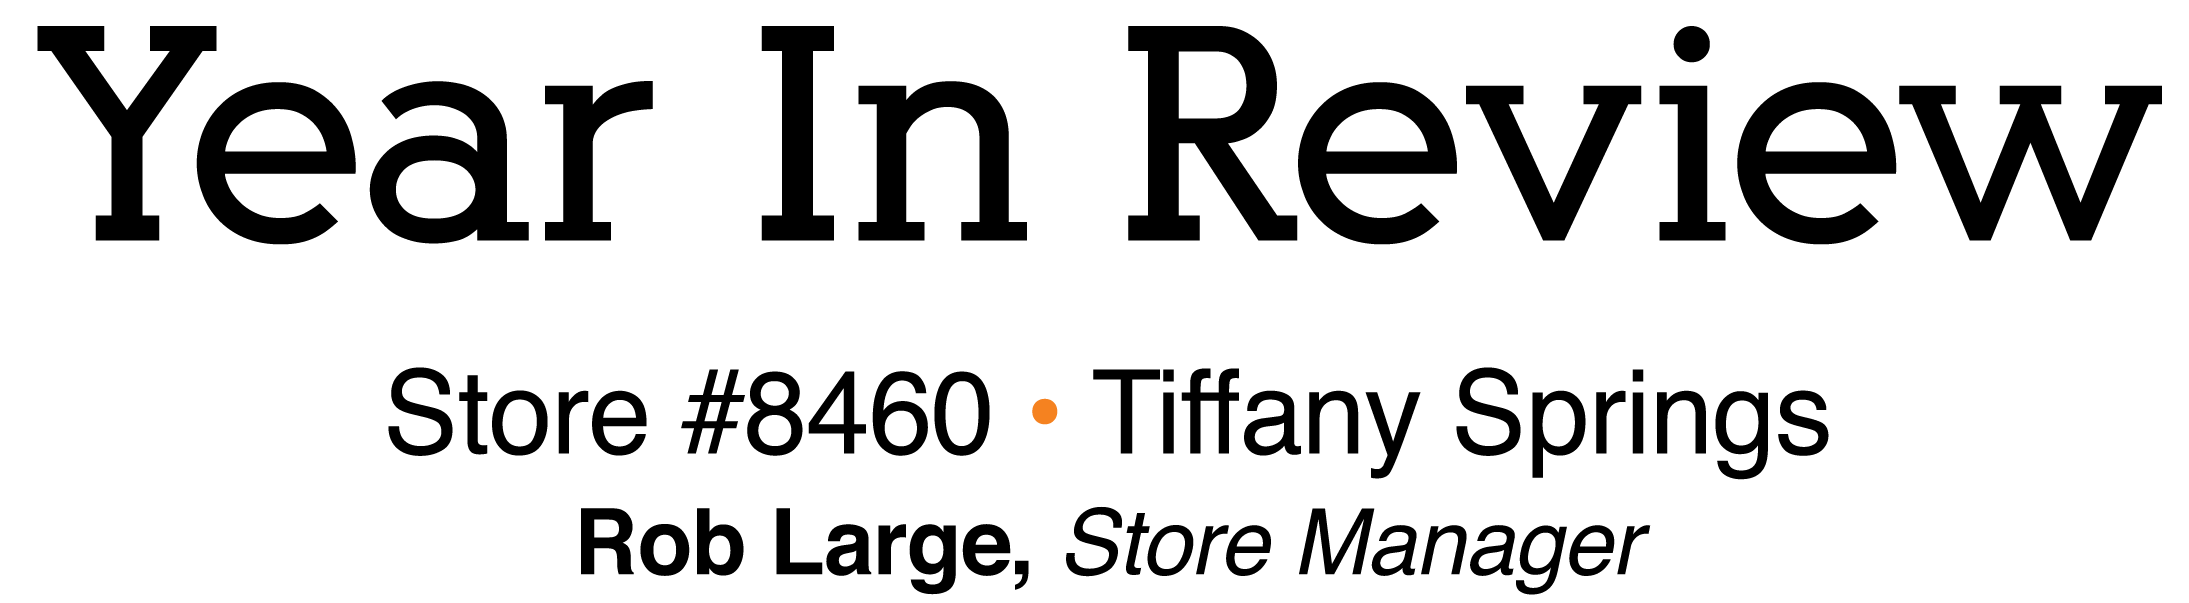 Year In Review
Store #8460 • Tiffany Springs
Rob Large, Store Manager